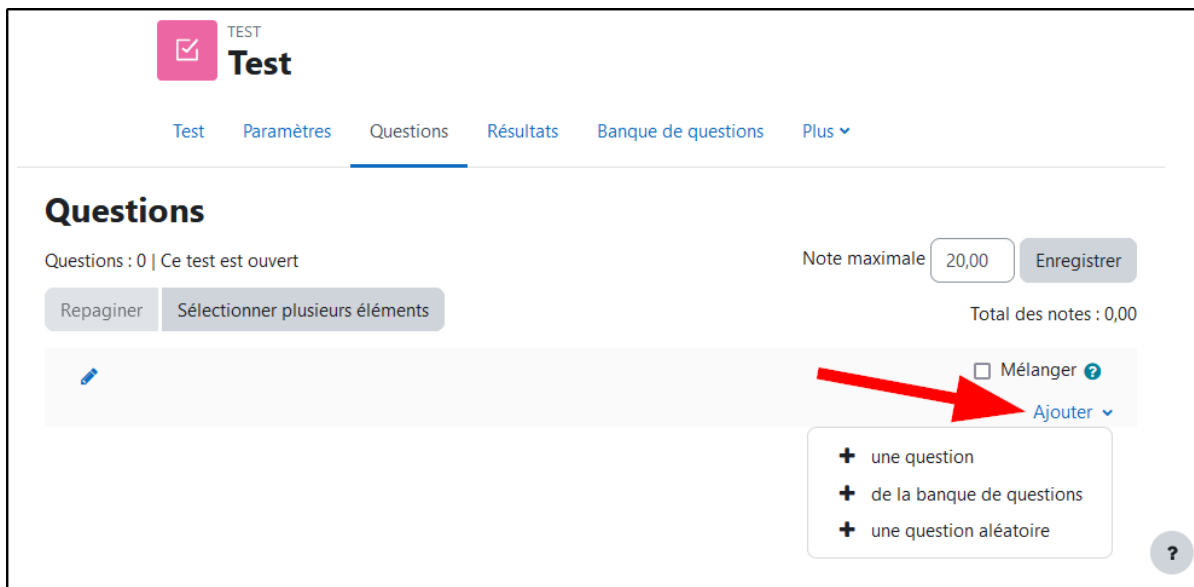 TEST
Test
Test Paramètres Questions Résultats Banque de questions Plus
Questions
Questions : 0 | Ce test est ouvert
Note maximale 20,00 Enregistrer
Repaginer Sélectionner plusieurs éléments
Total des notes : 0,00
Mélanger ?
Ajouter
+ une question
+ de la banque de questions
+ une question aléatoire
?